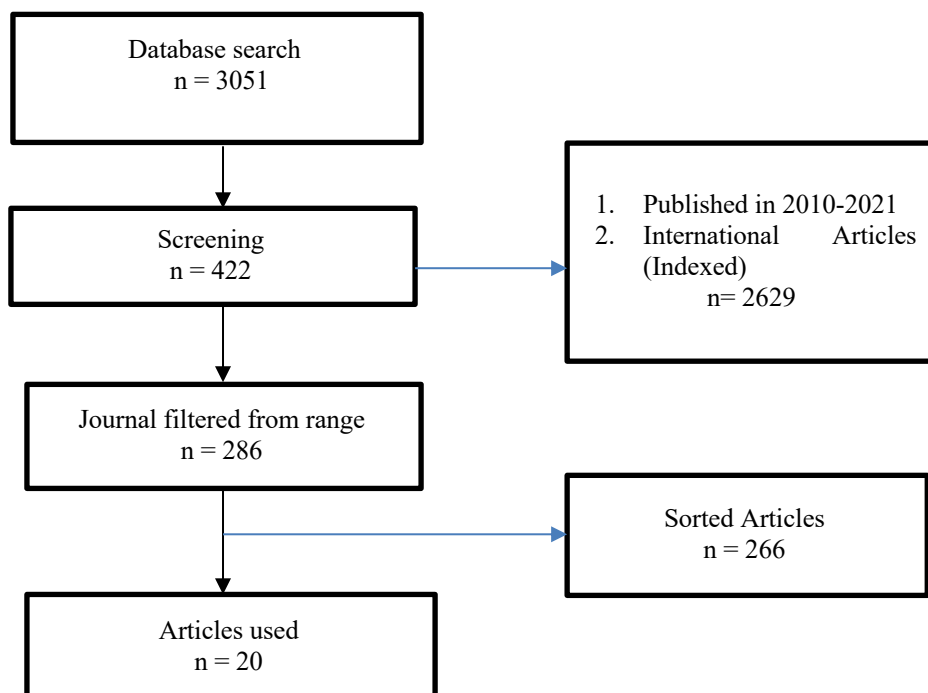 Database search
n = 3051
Screening
n = 422
1. Published in 2010-2021
2. International Articles
(Indexed)
n= 2629
Journal filtered from range
n = 286
Sorted Articles
n = 266
Articles used
n = 20